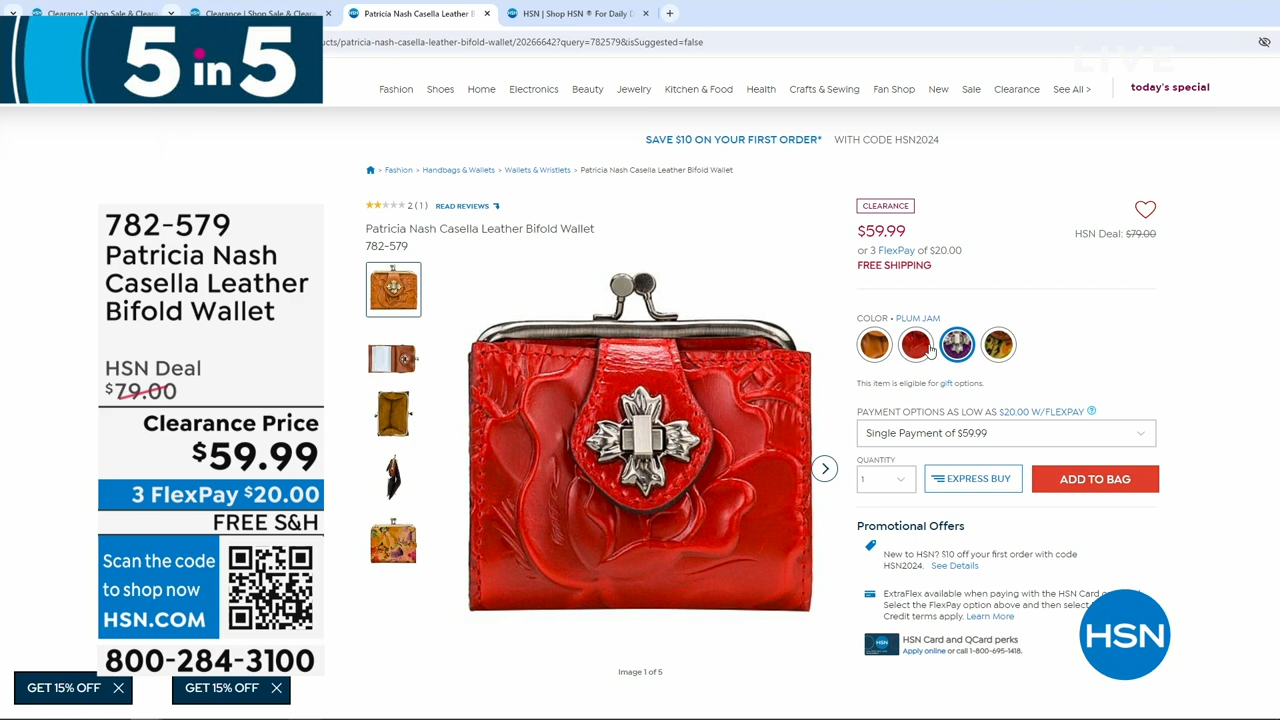 Clearance | Shop Sale & Cleara
Clearance | Shop Sale & Cleara
Patricia Nash Casella Leather B
HSN | Shop HSN ® For Daily D
ucts/patricia-nash-casella-leather-bifold-wallet/20266642?query=782579&isSuggested=false
5 in 5
LIVE
Fashion Shoes Home Electronics Beauty Jewelry Kitchen & Food Health Crafts & Sewing Fan Shop New Sale Clearance See All > today's special
SAVE $10 ON YOUR FIRST ORDER* WITH CODE HSN2024
> Fashion > Handbags & Wallets > Wallets & Wristlets > Patricia Nash Casella Leather Bifold Wallet
2 ( 1 ) READ REVIEWS
Patricia Nash Casella Leather Bifold Wallet
782-579
CLEARANCE
$59.99
HSN Deal: $79.00
or 3 FlexPay of $20.00
FREE SHIPPING
COLOR • PLUM JAM
This item is eligible for gift options.
PAYMENT OPTIONS AS LOW AS $20.00 W/FLEXPAY ?
Single Payment of $59.99
QUANTITY
1
EXPRESS BUY
ADD TO BAG
Promotional Offers
New to HSN? $10 off your first order with code
HSN2024. See Details
ExtraFlex available when paying with the HSN Card
Select the FlexPay option above and then select
Credit terms apply. Learn More
HSN Card and QCard perks
Apply online or call 1-800-695-1418.
HSN
Image 1 of 5
782-579
Patricia Nash
Casella Leather
Bifold Wallet
HSN Deal
$79.00
Clearance Price
$59.99
3 FlexPay $20.00
FREE S&H
Scan the code
to shop now
HSN.COM
800-284-3100
GET 15% OFF
GET 15% OFF